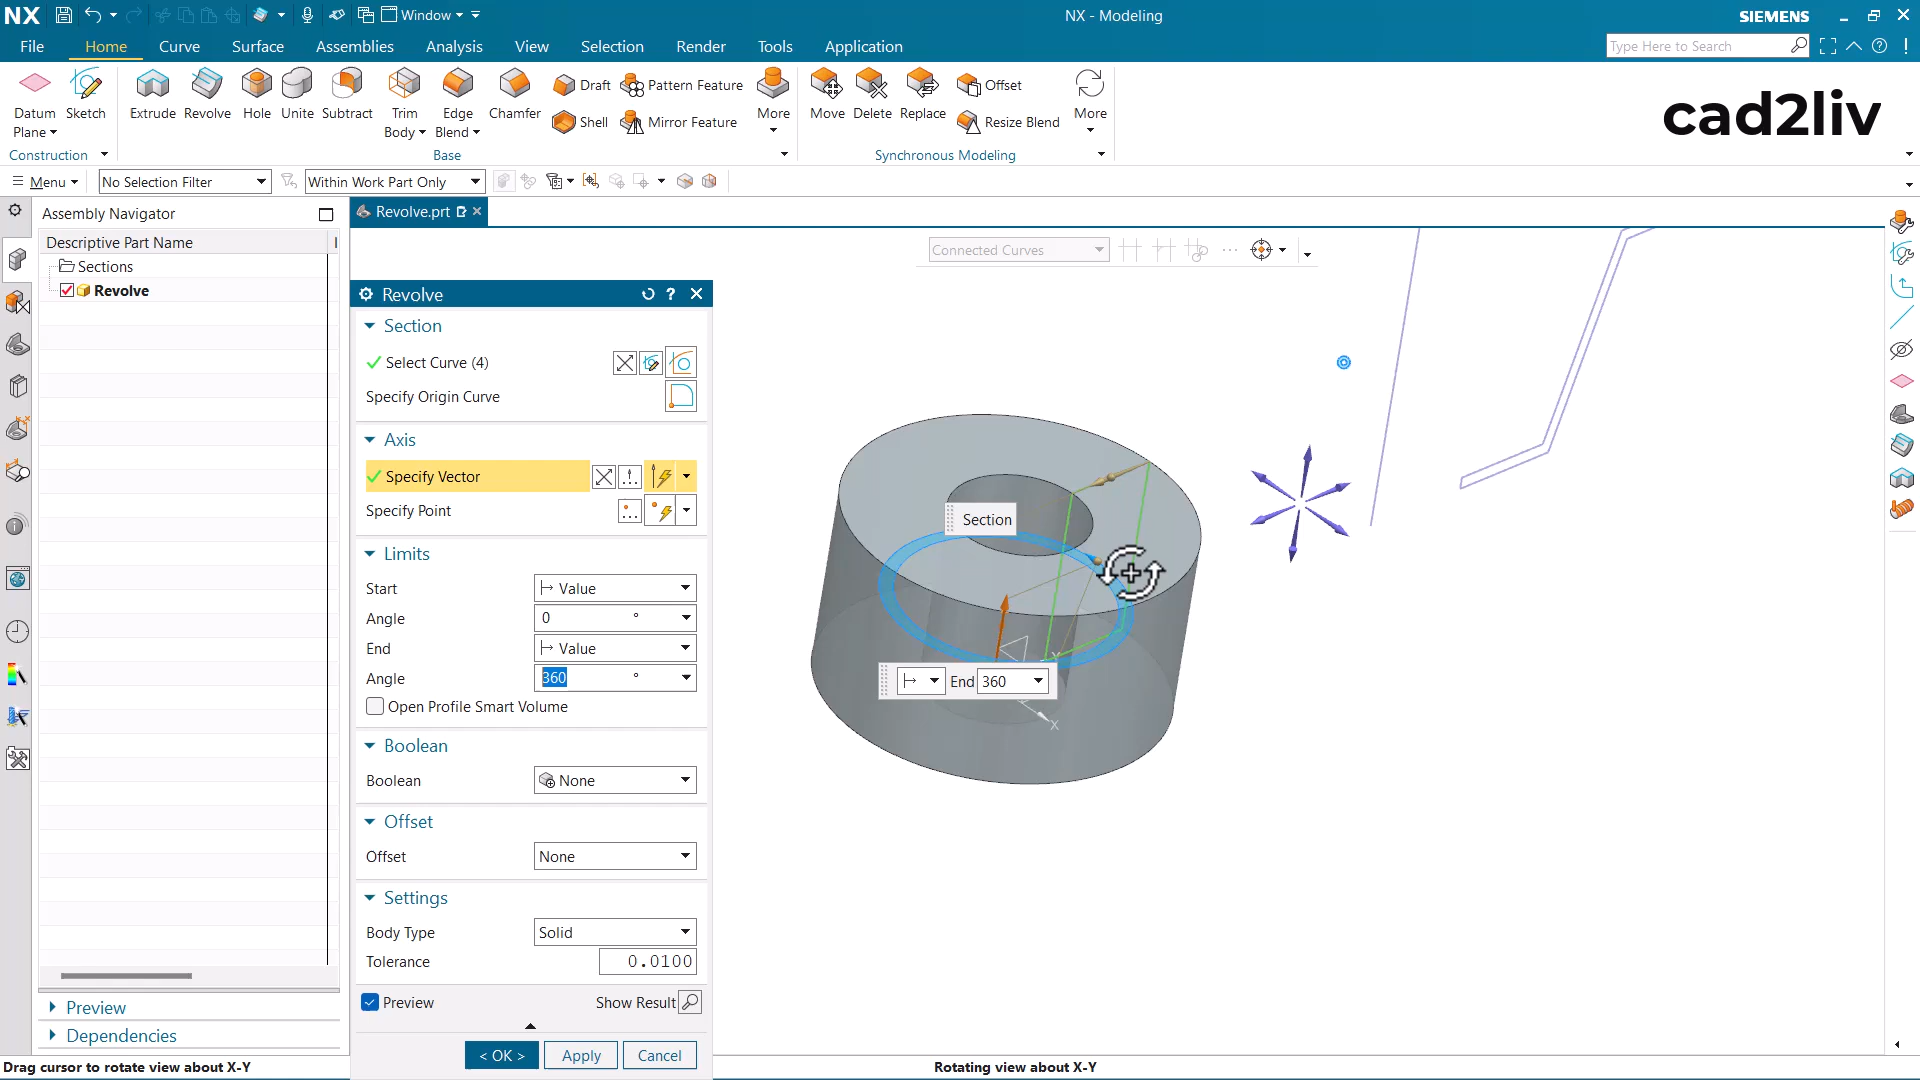 NX
Window
NX - Modeling
SIEMENS
File Home Curve Surface Assemblies Analysis View Selection Render Tools Application
Type Here to Search
Datum Plane
Sketch
Extrude
Revolve
Hole
Unite
Subtract
Trim Body
Edge Blend
Chamfer
Draft
Shell
Pattern Feature
Mirror Feature
More
Move
Delete
Replace
Offset
Resize Blend
More
cad2liv
Construction
Base
Synchronous Modeling
Menu
No Selection Filter
Within Work Part Only
Assembly Navigator
Descriptive Part Name
I
Sections
Revolve
Preview
Dependencies
Revolve.prt
Connected Curves
Revolve
?
Section
Select Curve (4)
Specify Origin Curve
Axis
Specify Vector
Specify Point
Limits
Start Value
Angle 0 °
End Value
Angle 360 °
Open Profile Smart Volume
Boolean
Boolean None
Offset
Offset None
Settings
Body Type Solid
Tolerance 0.0100
Preview Show Result
< OK > Apply Cancel
Section
End 360
X
Drag cursor to rotate view about X-Y
Rotating view about X-Y